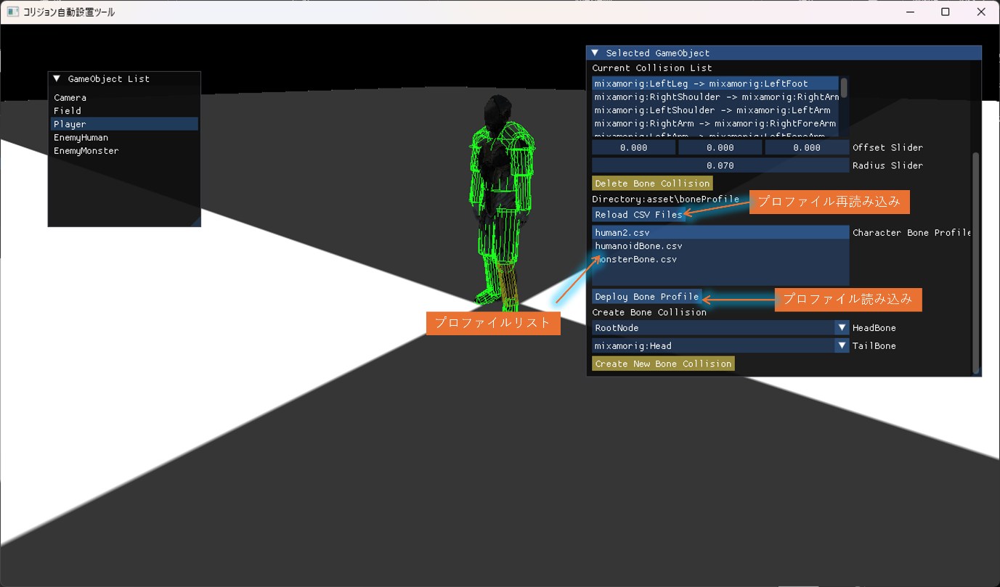 コリジョン自動設置ツール
GameObject List
Camera
Field
Player
EnemyHuman
EnemyMonster
Selected GameObject
Current Collision List
mixamorig:LeftLeg -> mixamorig:LeftFoot
mixamorig:RightShoulder -> mixamorig:RightArm
mixamorig:LeftShoulder -> mixamorig:LeftArm
mixamorig:RightArm -> mixamorig:RightForeArm
mixamorig:LeftArm -> mixamorig:LeftForeArm
0.000 0.000 0.000 Offset Slider
0.070 Radius Slider
Delete Bone Collision
Directory:asset\boneProfile
プロファイル再読み込み
Reload CSV Files
human2.csv
Character Bone Profile
humanoidBone.csv
monsterBone.csv
Deploy Bone Profile
プロファイル読み込み
プロファイルリスト
Create Bone Collision
RootNode HeadBone
mixamorig:Head TailBone
Create New Bone Collision